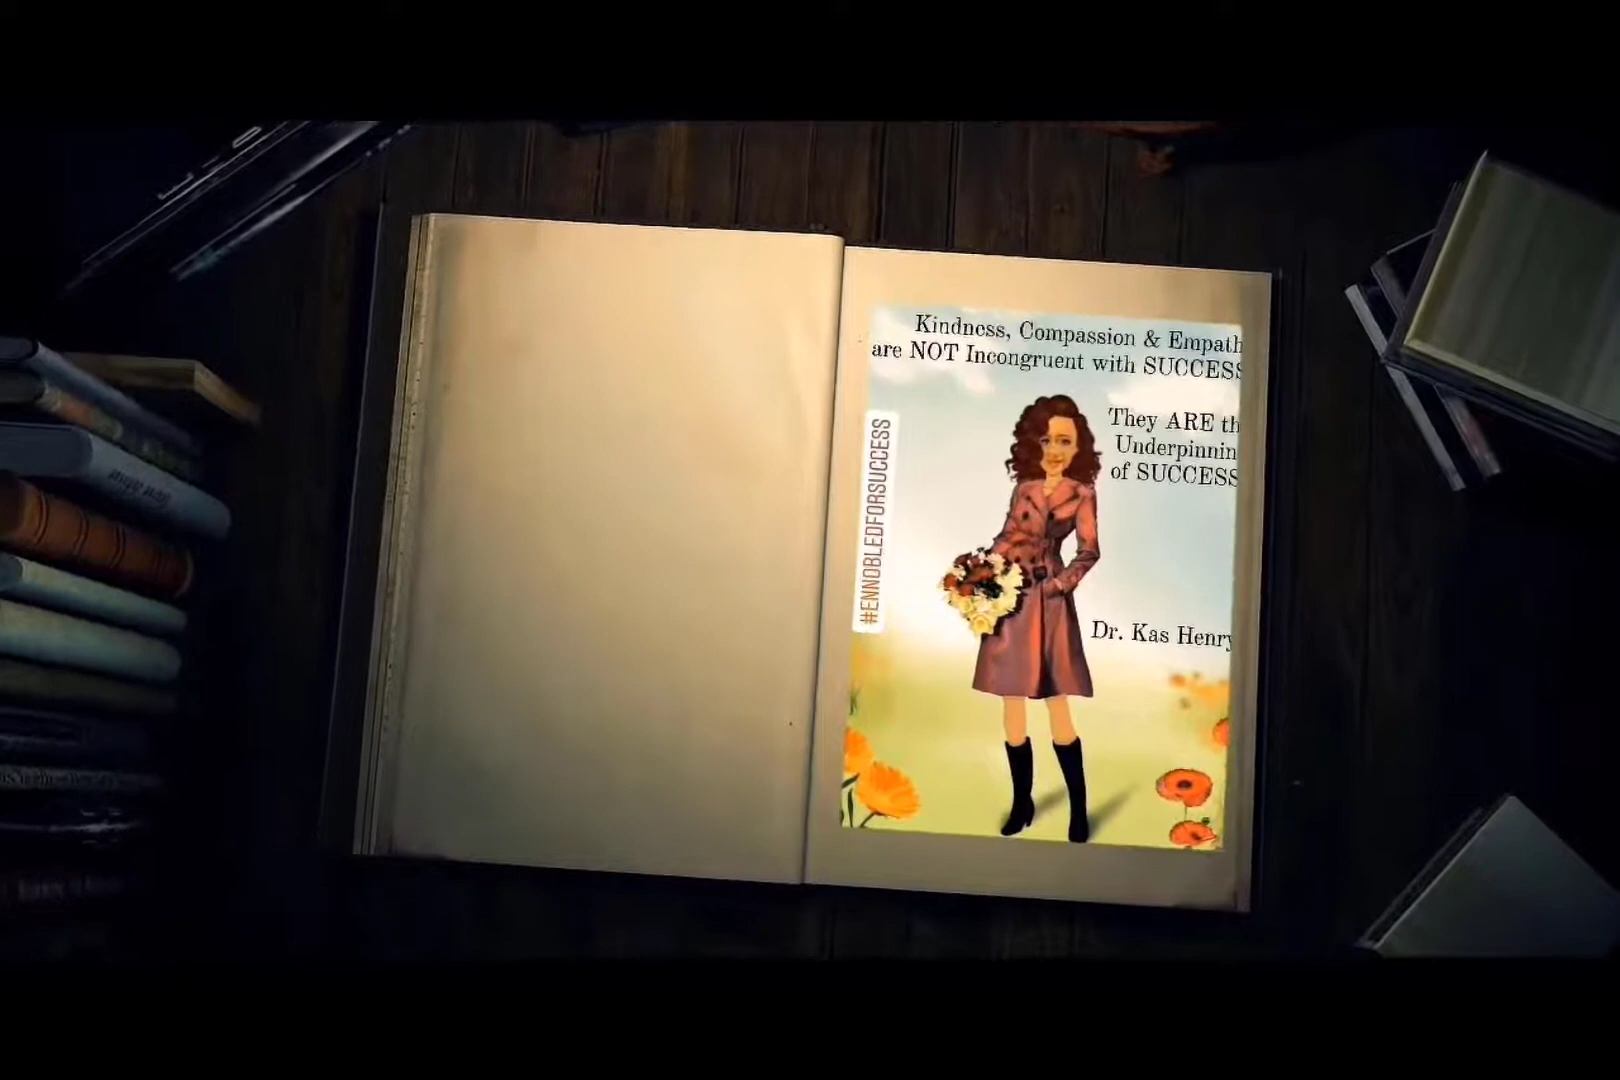 Kindness, Compassion & Empath
are NOT Incongruent with SUCCESS
They ARE th
Underpinnin
of SUCCESS
#ENNOBLEDFORSUCCESS
Dr. Kas Henry